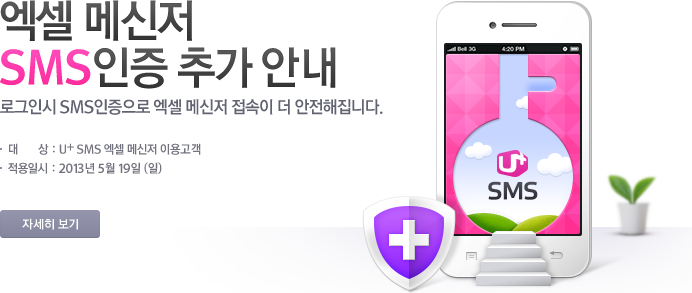 엑셀 메신저
SMS인증 추가 안내
로그인시 SMS인증으로 엑셀 메신저 접속이 더 안전해집니다.
· 대 상 : U+ SMS 엑셀 메신저 이용고객
· 적용일시 : 2013년 5월 19일 (일)
자세히 보기
Bell 3G 4:20 PM
U+
SMS